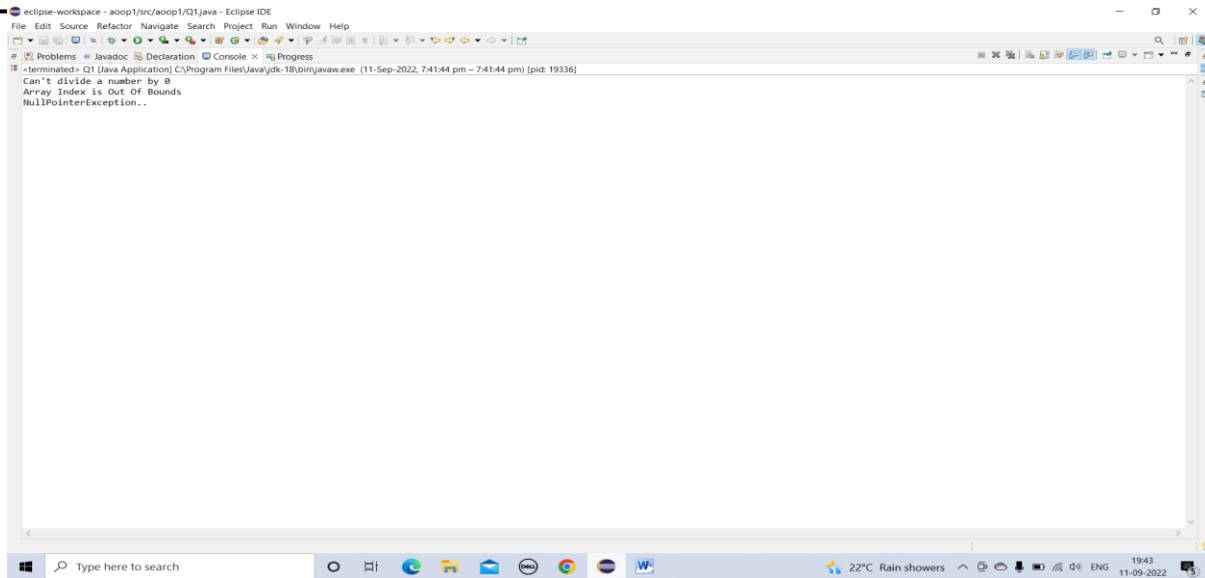 eclipse-workspace - aoop1/src/aoop1/Q1.java - Eclipse IDE
File Edit Source Refactor Navigate Search Project Run Window Help
Problems Javadoc Declaration Console Progress
<terminated> Q1 [Java Application] C:\Program Files\Java\jdk-18\bin\javaw.exe (11-Sep-2022, 7:41:44 pm – 7:41:44 pm) [pid: 19336]
Can't divide a number by 0
Array Index is Out Of Bounds
NullPointerException..
Type here to search
DELL
W
22°C Rain showers
ENG
19:43
11-09-2022
5